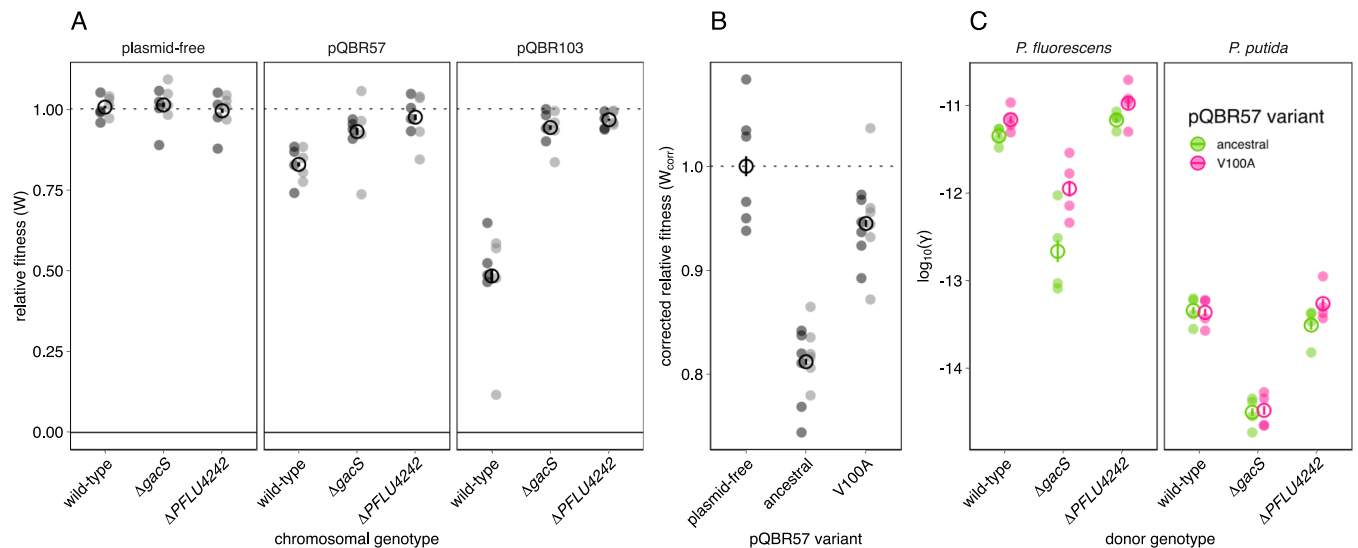 A
plasmid-free
pQBR57
pQBR103
relative fitness (W)
1.00
0.75
0.50
0.25
0.00
wild-type
ΔgacS
ΔPFLU4242
wild-type
ΔgacS
ΔPFLU4242
wild-type
ΔgacS
ΔPFLU4242
chromosomal genotype
B
corrected relative fitness (Wcorr)
1.0
0.9
0.8
plasmid-free
ancestral
V100A
pQBR57 variant
C
P. fluorescens
P. putida
log10(γ)
-11
-12
-13
-14
pQBR57 variant
ancestral
V100A
wild-type
ΔgacS
ΔPFLU4242
wild-type
ΔgacS
ΔPFLU4242
donor genotype